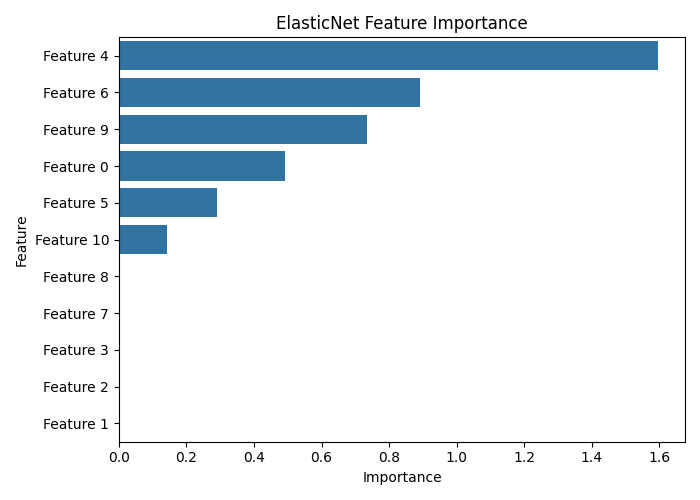 ElasticNet Feature Importance
Feature 4
Feature 6
Feature 9
Feature 0
Feature 5
Feature 10
Feature 8
Feature 7
Feature 3
Feature 2
Feature 1
Feature
0.0 0.2 0.4 0.6 0.8 1.0 1.2 1.4 1.6
Importance